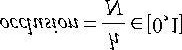 occlusion = ∈ [0,1]